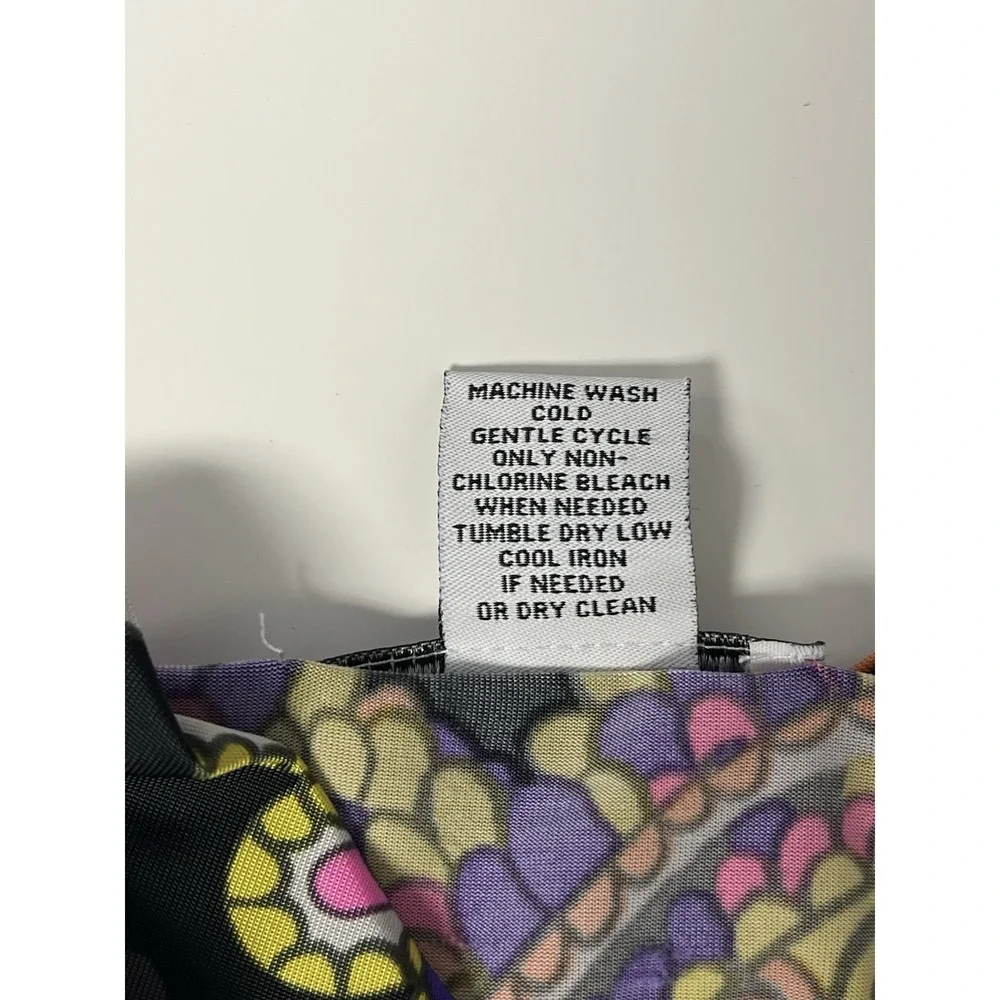 MACHINE WASH
COLD
GENTLE CYCLE
ONLY NON-
CHLORINE BLEACH
WHEN NEEDED
TUMBLE DRY LOW
COOL IRON
IF NEEDED
OR DRY CLEAN